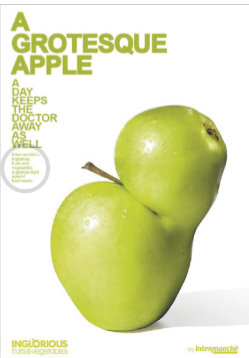 A
GROTESQUE
APPLE
A
DAY
KEEPS
THE
DOCTOR
AWAY
AS
WELL
INGLORIOUS
fruits&vegetables
by Intermarché